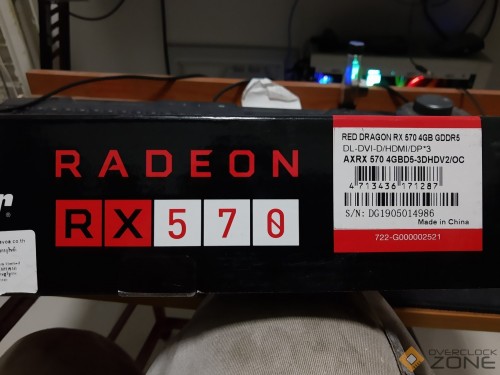 RADEON
RX 570
RED DRAGON RX 570 4GB GDDR5
DL-DVI-D/HDMI/DP*3
AXRX 570 4GBD5-3DHDV2/OC
4 713436 171287
S/N: DG1905014986
Made in China
722-G000002521
OVERCLOCK
ZONE